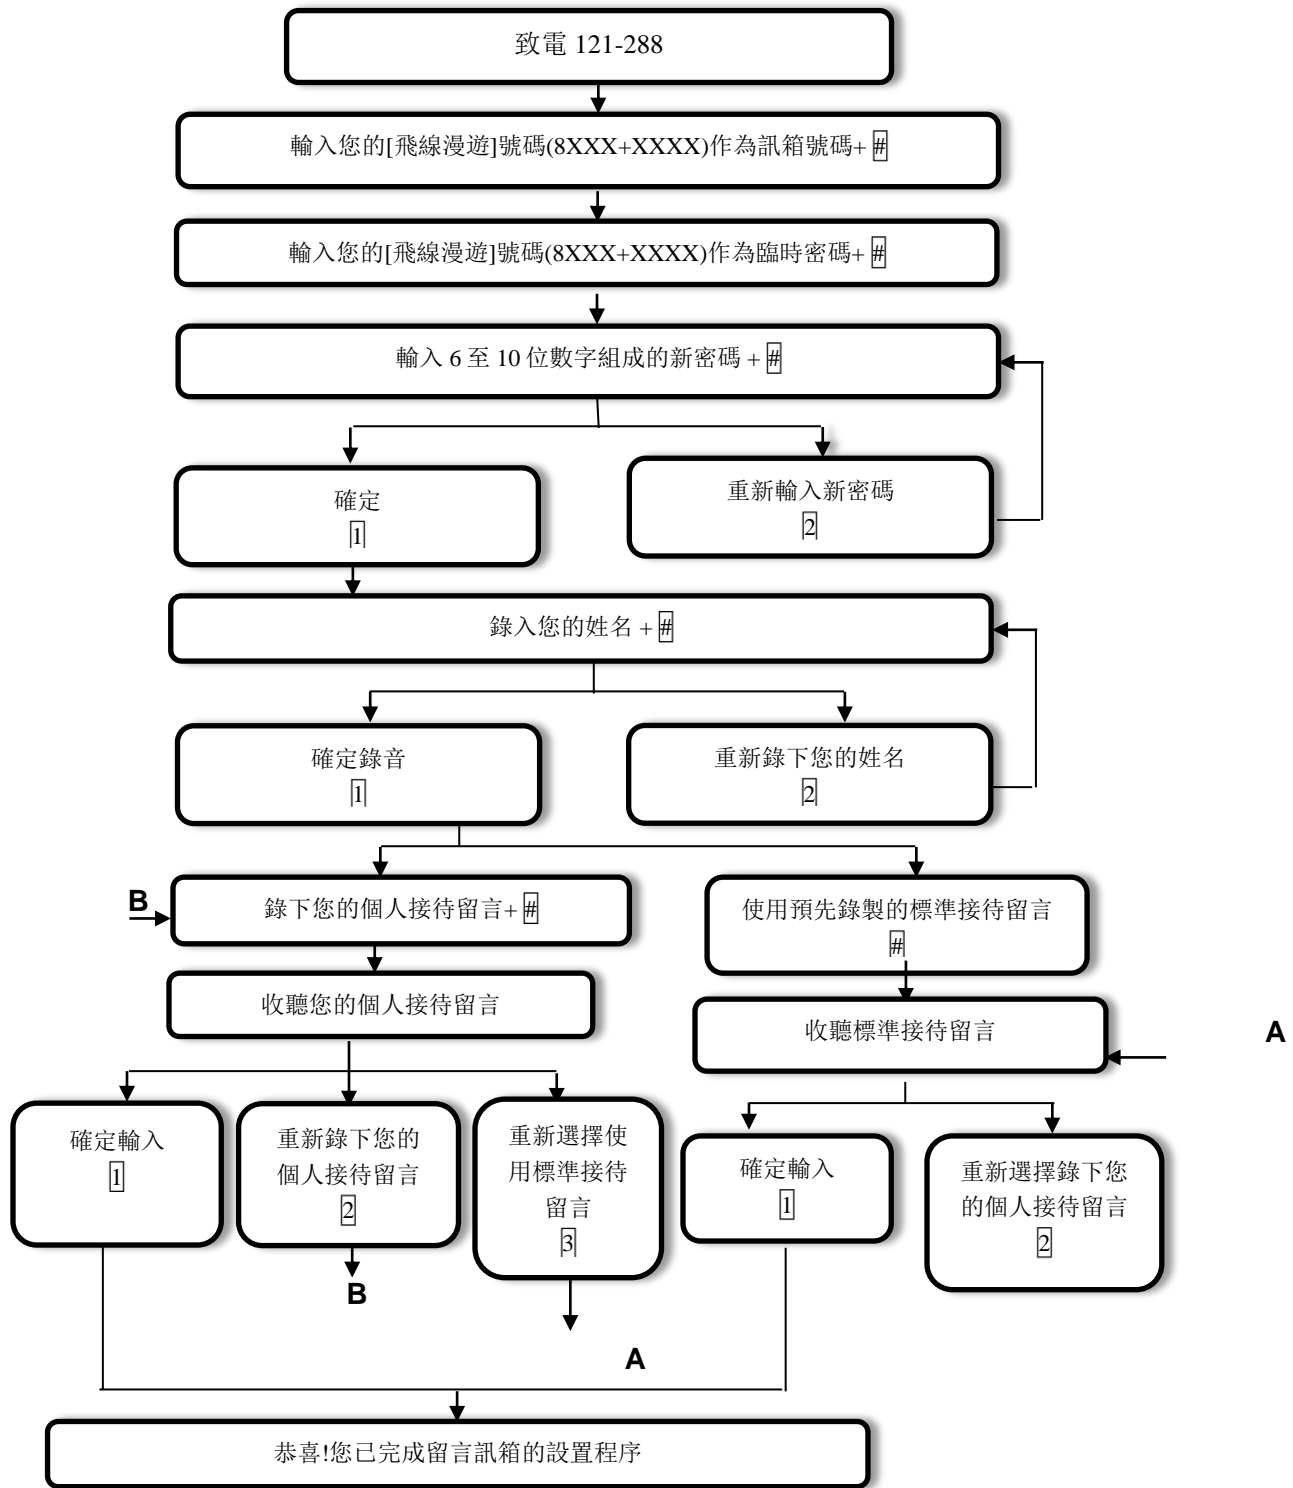 致電 121-288
輸入您的[飛線漫遊]號碼(8XXX+XXXX)作為訊箱號碼+ #
輸入您的[飛線漫遊]號碼(8XXX+XXXX)作為臨時密碼+ #
輸入 6 至 10 位數字組成的新密碼 + #
確定
1
重新輸入新密碼
2
錄入您的姓名 + #
確定錄音
1
重新錄下您的姓名
2
B
錄下您的個人接待留言+ #
使用預先錄製的標準接待留言
#
收聽您的個人接待留言
收聽標準接待留言
A
確定輸入
1
重新錄下您的
個人接待留言
2
重新選擇使
用標準接待
留言
3
確定輸入
1
重新選擇錄下您
的個人接待留言
2
B
A
恭喜!您已完成留言訊箱的設置程序